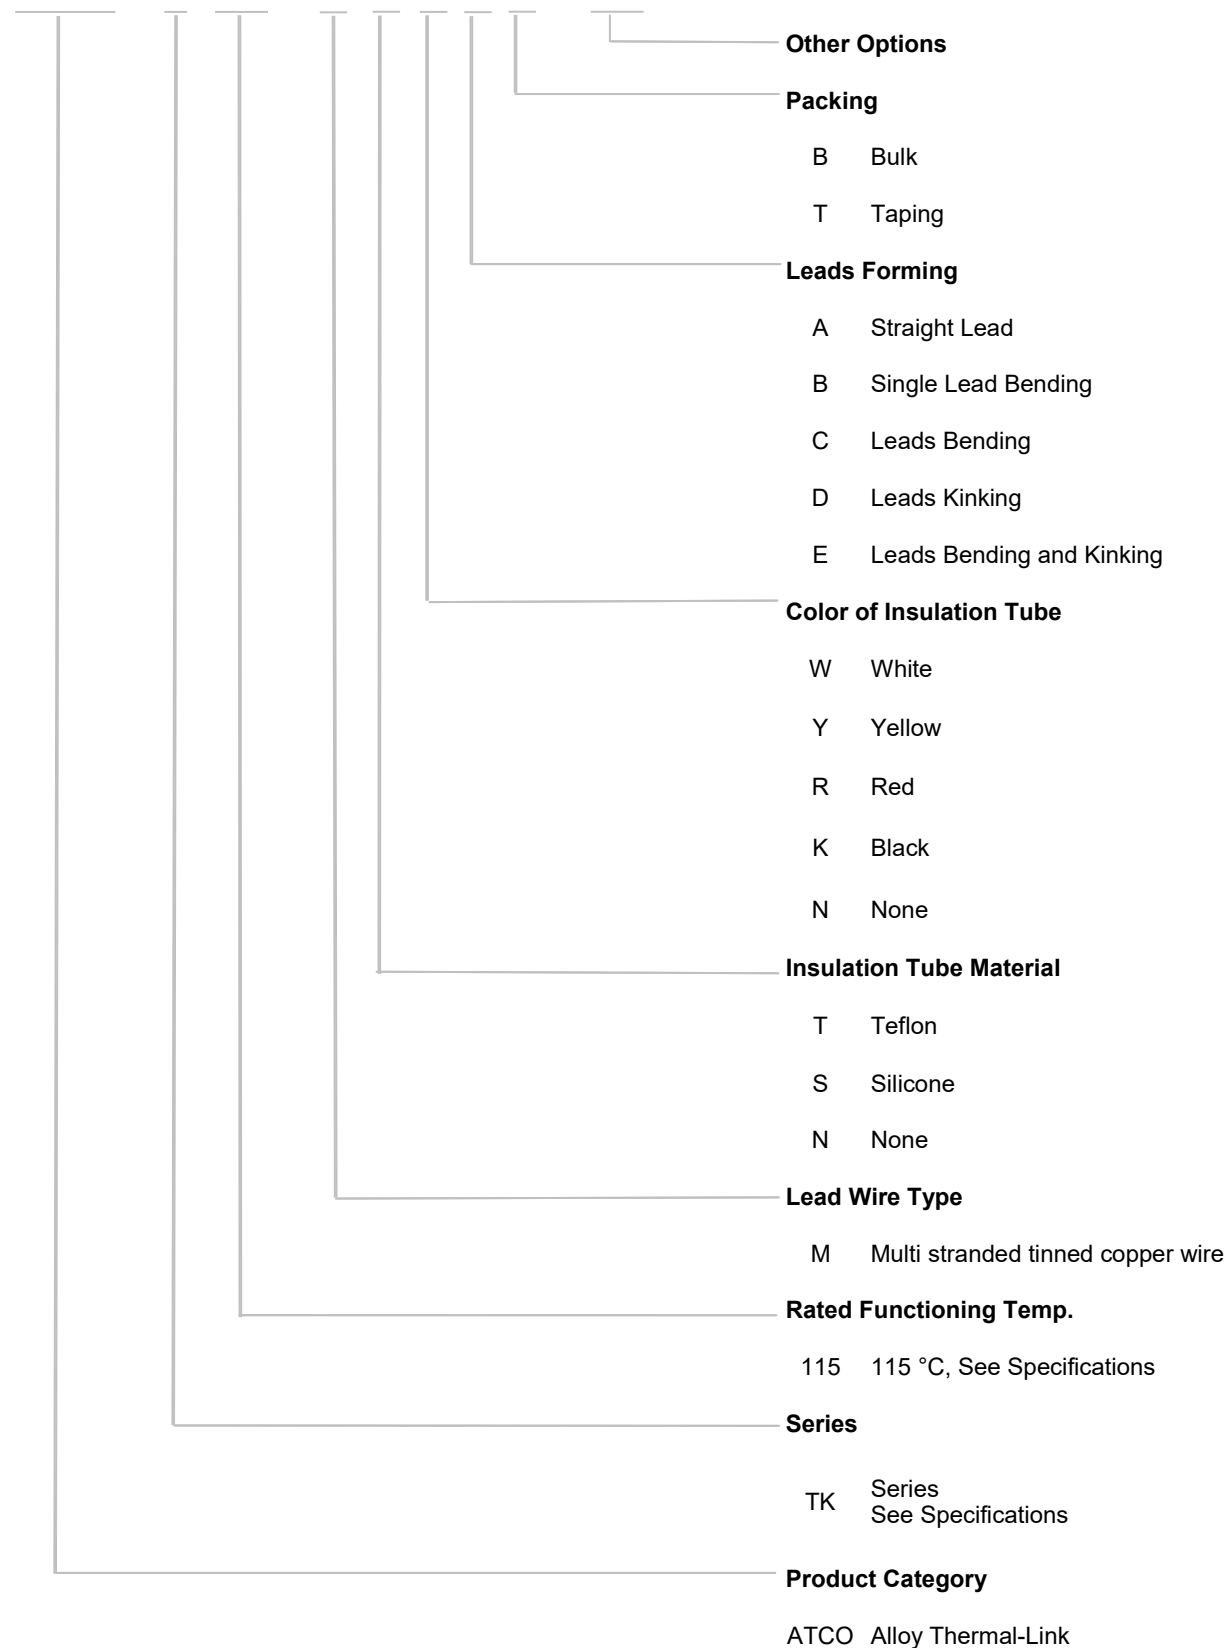 Other Options
Packing
B Bulk
T Taping
Leads Forming
A Straight Lead
B Single Lead Bending
C Leads Bending
D Leads Kinking
E Leads Bending and Kinking
Color of Insulation Tube
W White
Y Yellow
R Red
K Black
N None
Insulation Tube Material
T Teflon
S Silicone
N None
Lead Wire Type
M Multi stranded tinned copper wire
Rated Functioning Temp.
115 115 °C, See Specifications
Series
TK Series
See Specifications
Product Category
ATCO Alloy Thermal-Link